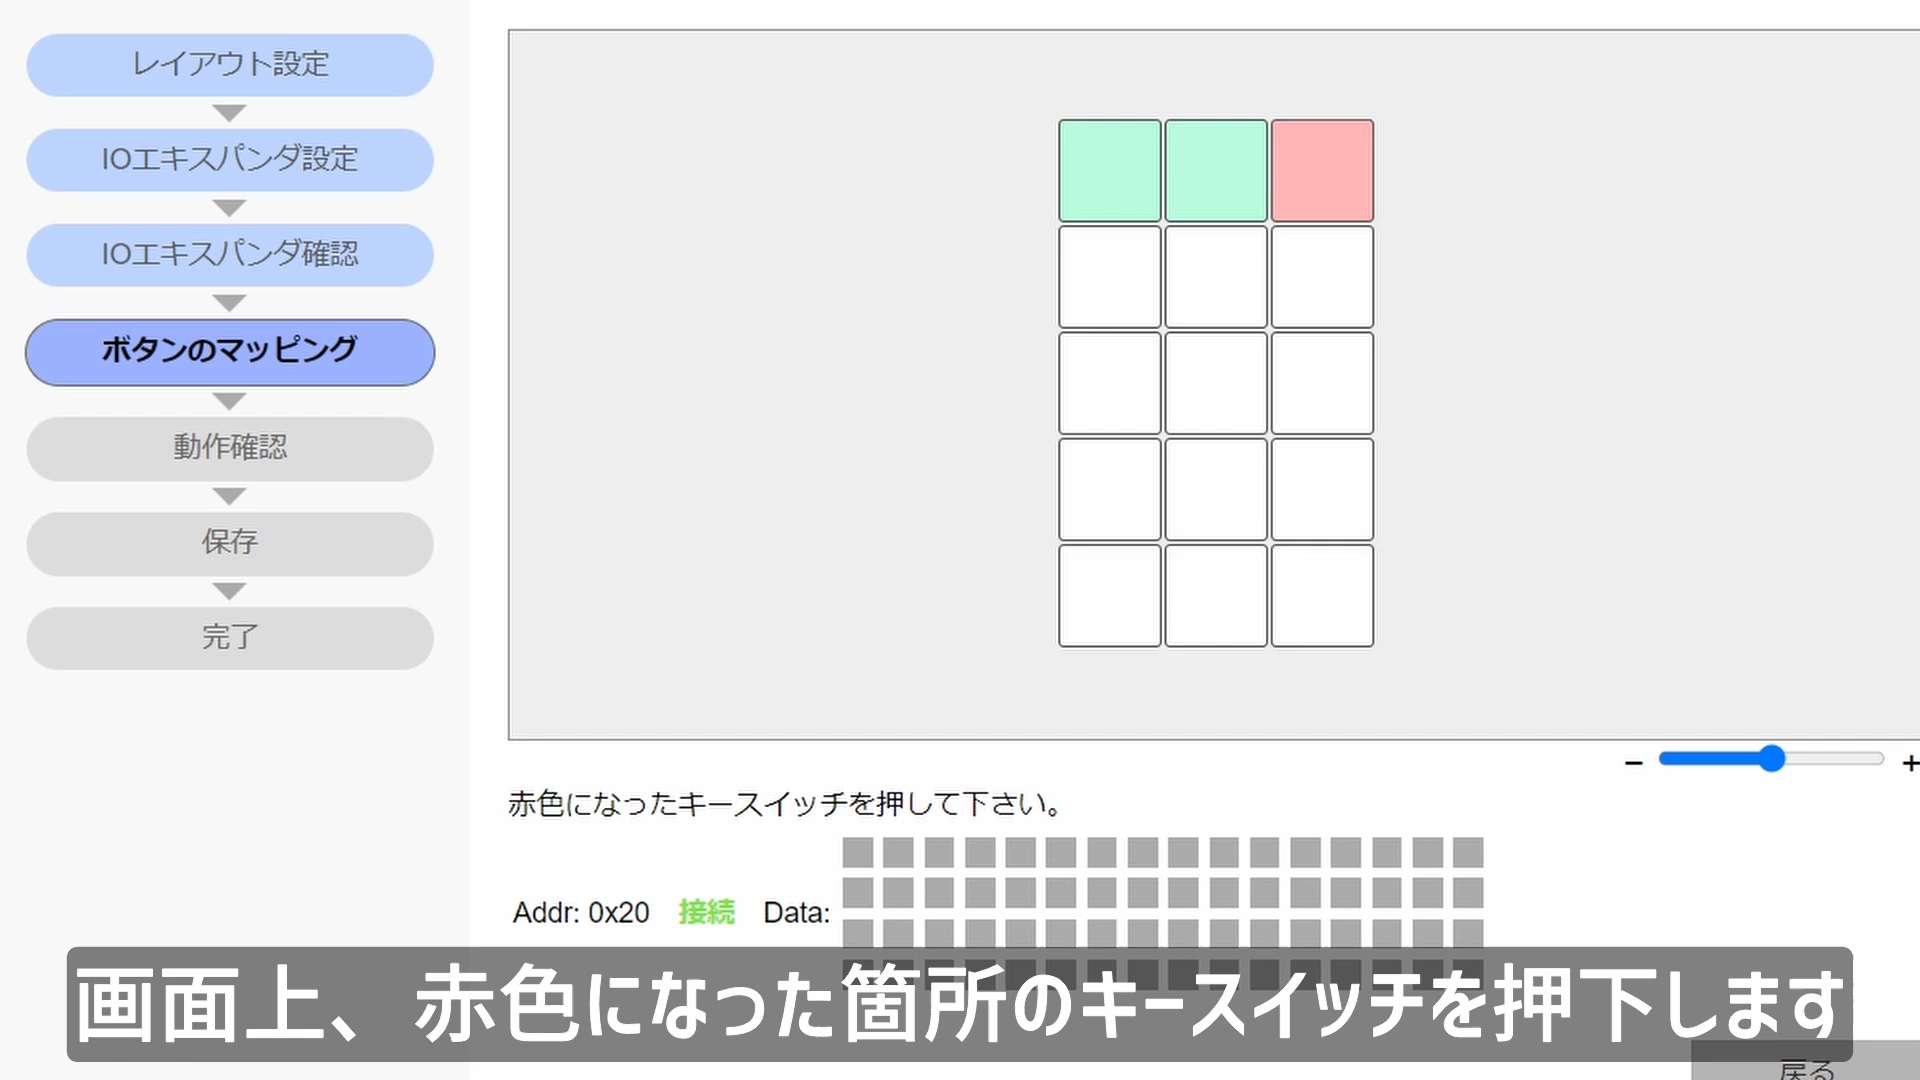 レイアウト設定
IOエキスパンダ設定
IOエキスパンダ確認
ボタンのマッピング
動作確認
保存
完了
− +
赤色になったキースイッチを押して下さい。
Addr: 0x20 接続 Data:
画面上、赤色になった箇所のキースイッチを押下します
戻る